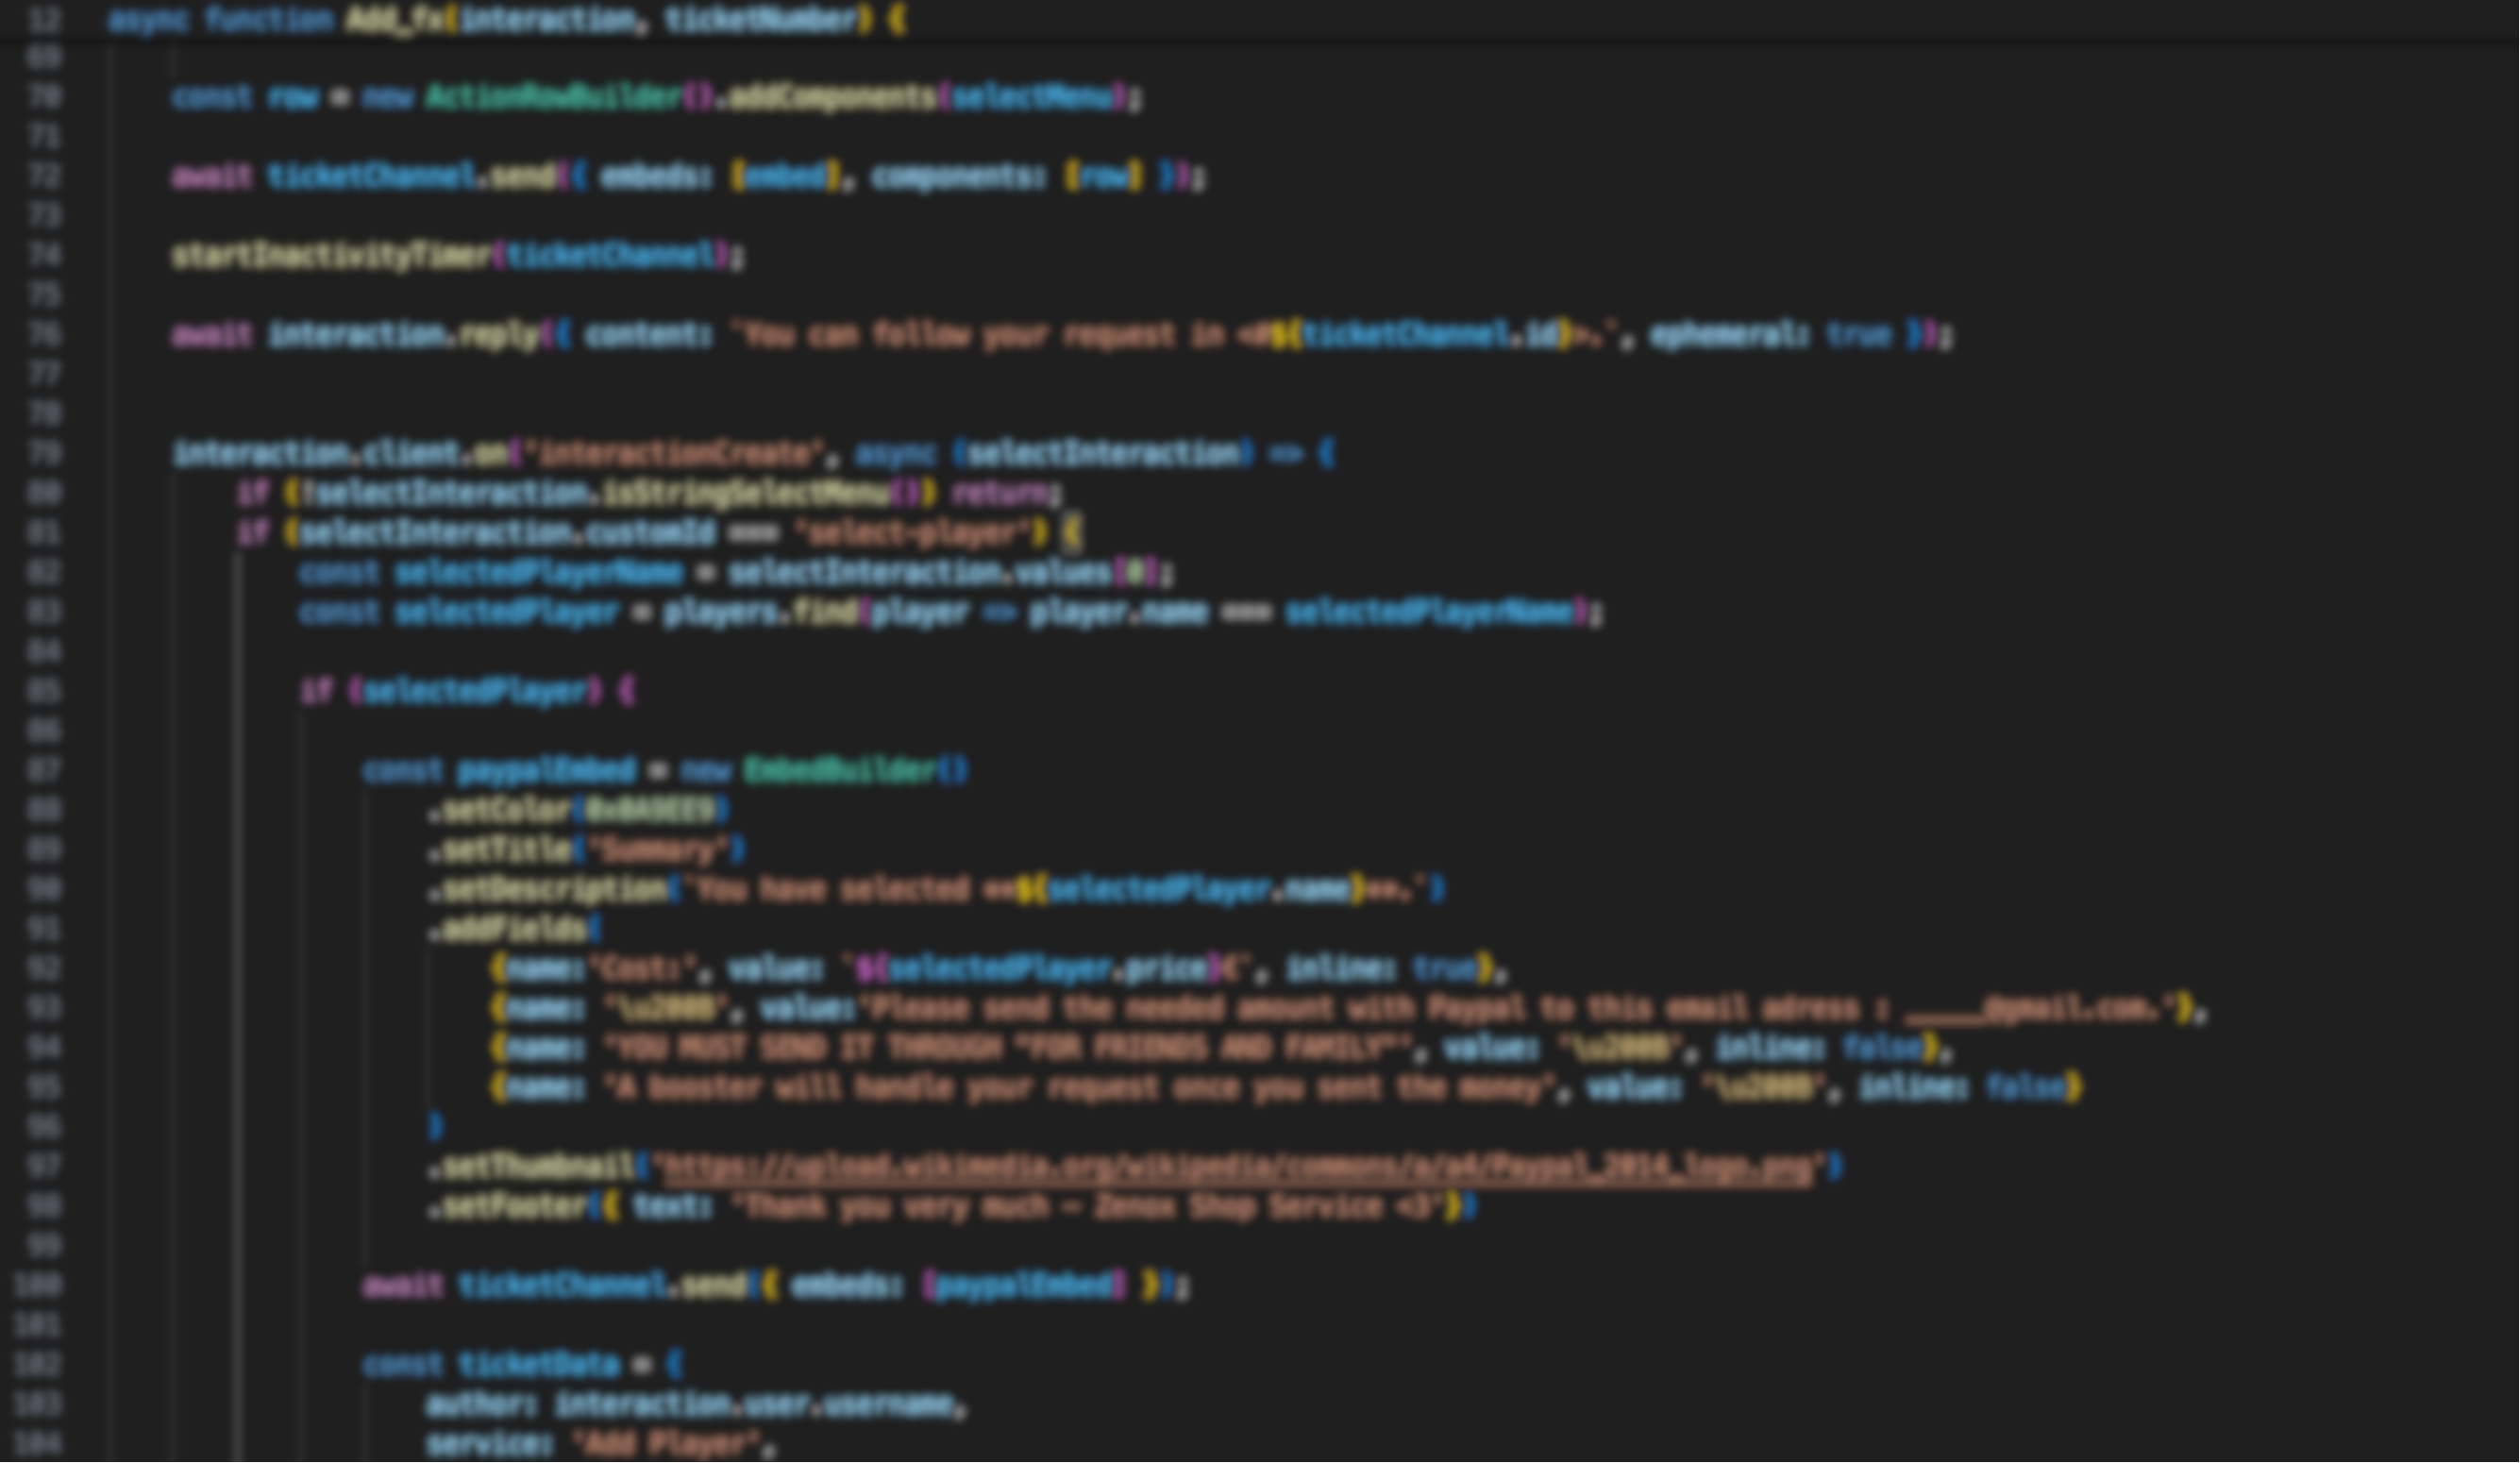 12 async function Add_fx(interaction, ticketNumber) {
69
70 const row = new ActionRowBuilder().addComponents(selectMenu);
71
72 await ticketChannel.send({ embeds: [embed], components: [row] });
73
74 startInactivityTimer(ticketChannel);
75
76 await interaction.reply({ content: `You can follow your request in <#${ticketChannel.id}>.`, ephemeral: true });
77
78
79 interaction.client.on('interactionCreate', async (selectInteraction) => {
80 if (!selectInteraction.isStringSelectMenu()) return;
81 if (selectInteraction.customId === 'select-player') {
82 const selectedPlayerName = selectInteraction.values[0];
83 const selectedPlayer = players.find(player => player.name === selectedPlayerName);
84
85 if (selectedPlayer) {
86
87 const paypalEmbed = new EmbedBuilder()
88 .setColor(0x0A9EE9)
89 .setTitle('Summary')
90 .setDescription(`You have selected **${selectedPlayer.name}**.`)
91 .addFields(
92 {name:'Cost:', value: `${selectedPlayer.price}€`, inline: true},
93 {name: '\u200B', value:'Please send the needed amount with Paypal to this email adress : _____@gmail.com.'},
94 {name: 'YOU MUST SEND IT THROUGH "FOR FRIENDS AND FAMILY"', value: '\u200B', inline: false},
95 {name: 'A booster will handle your request once you sent the money', value: '\u200B', inline: false}
96 )
97 .setThumbnail('https://upload.wikimedia.org/wikipedia/commons/a/a4/Paypal_2014_logo.png')
98 .setFooter({ text: 'Thank you very much – Zenox Shop Service <3'})
99
100 await ticketChannel.send({ embeds: [paypalEmbed] });
101
102 const ticketData = {
103 author: interaction.user.username,
104 service: 'Add Player',